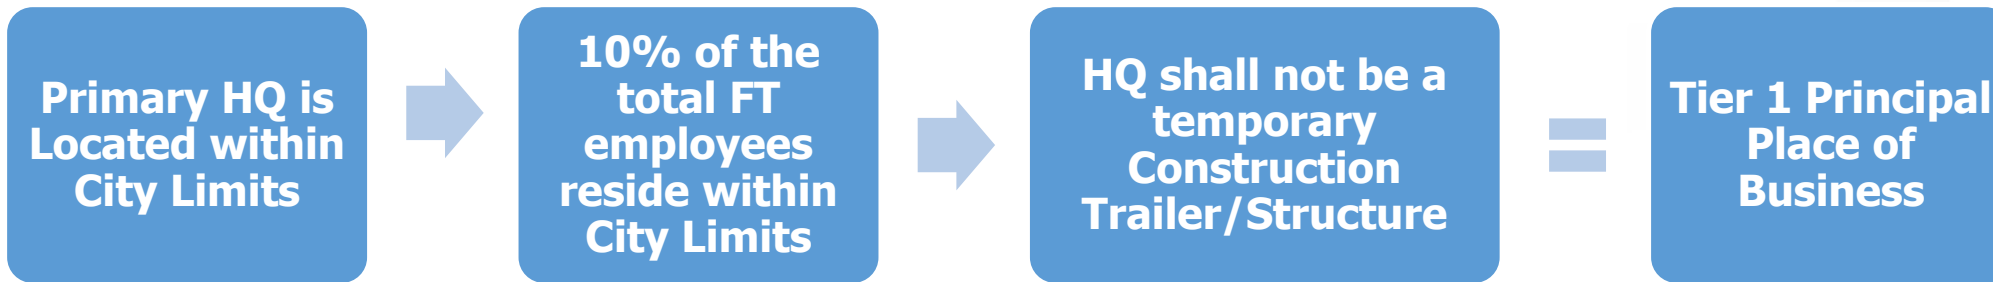 Primary HQ is
Located within
City Limits
10% of the
total FT
employees
reside within
City Limits
HQ shall not be a
temporary
Construction
Trailer/Structure
Tier 1 Principal
Place of
Business